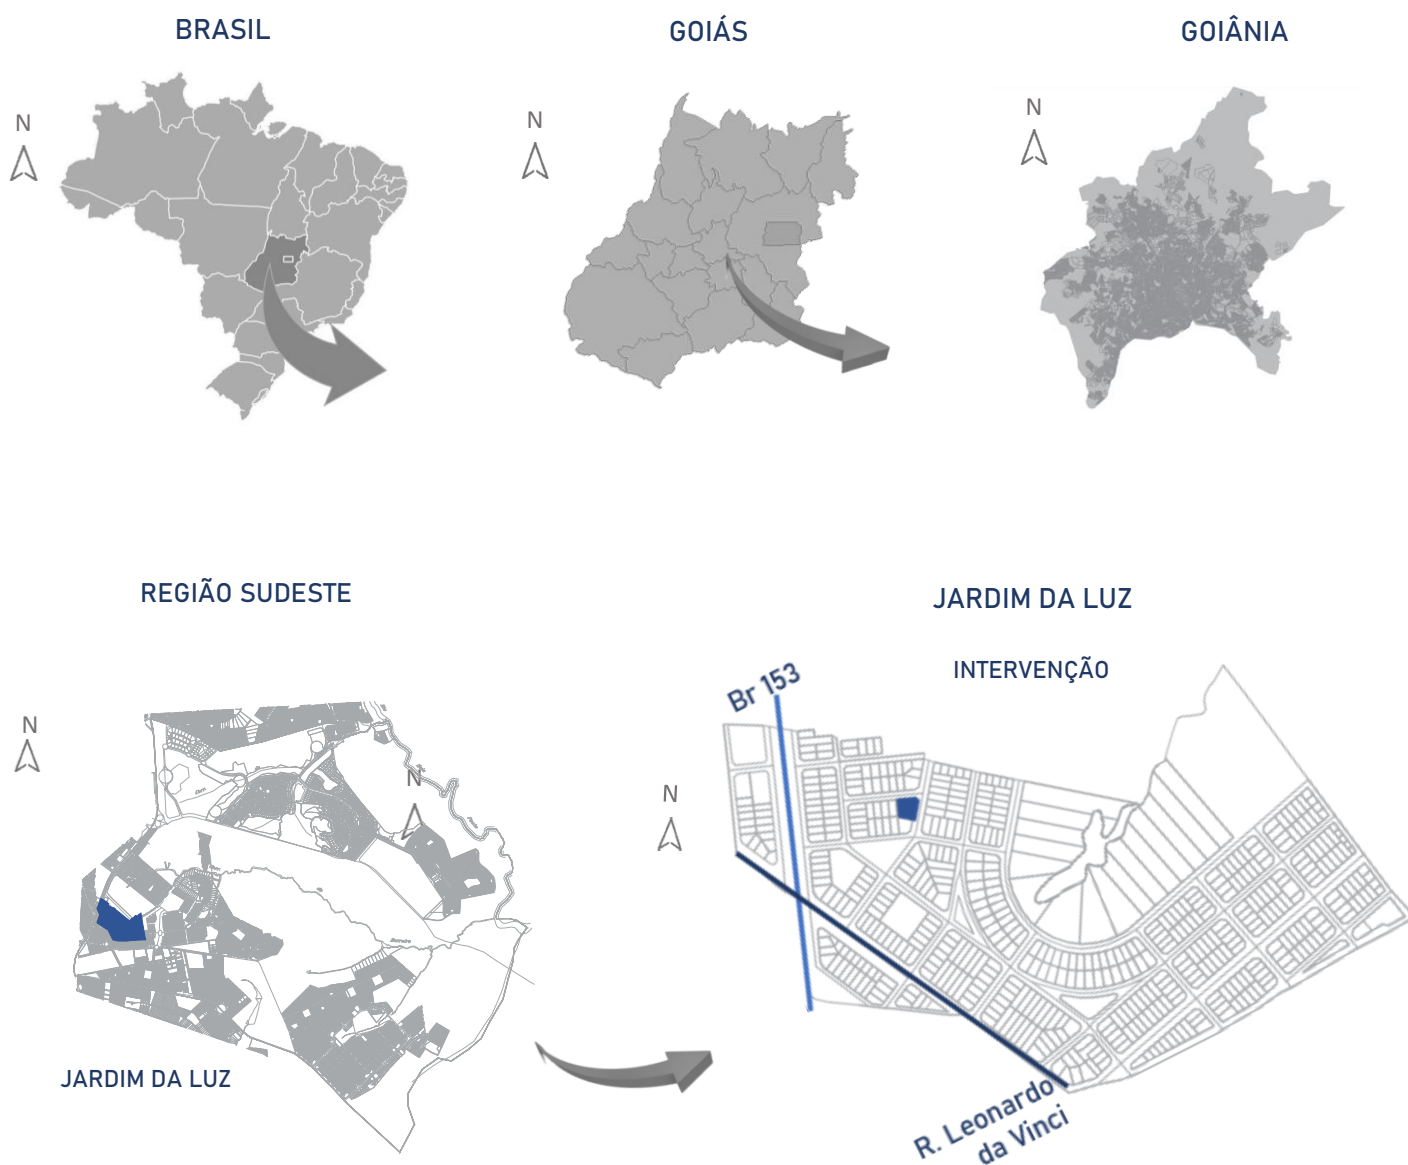 BRASIL
GOIÁS
GOIÂNIA
N
N
N
REGIÃO SUDESTE
JARDIM DA LUZ
INTERVENÇÃO
Br 153
N
N
N
JARDIM DA LUZ
R. Leonardo
da Vinci